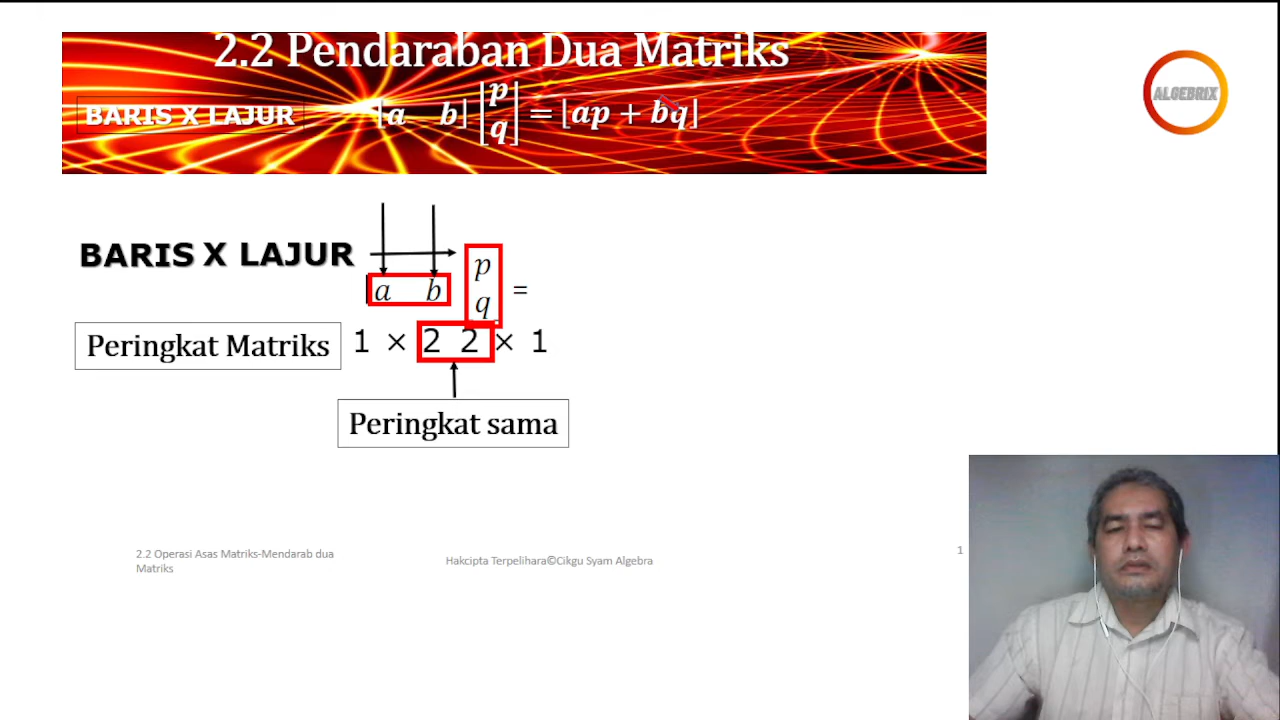 2.2 Pendaraban Dua Matriks
BARIS X LAJUR [a b] [p q] = [ap + bq]
ALGEBRIX
BARIS X LAJUR
a b
p
q
=
Peringkat Matriks 1 × 2 2 × 1
Peringkat sama
2.2 Operasi Asas Matriks-Mendarab dua
Matriks
Hakcipta Terpelihara©Cikgu Syam Algebra
1